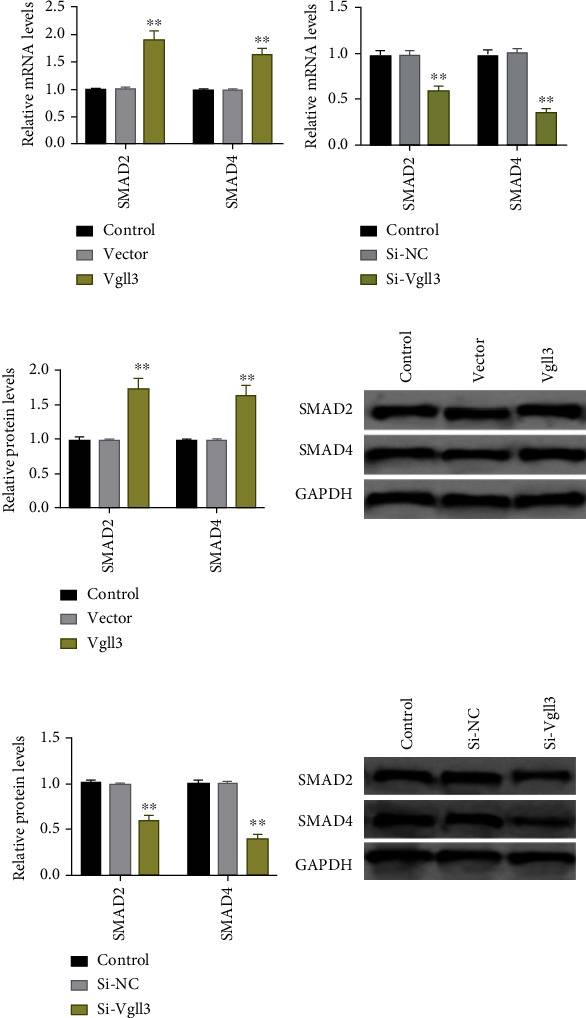 Relative mRNA levels
2.5
2.0
1.5
1.0
0.5
0.0
**
**
SMAD2
SMAD4
Control
Vector
Vgll3
Relative mRNA levels
1.5
1.0
0.5
0.0
**
**
SMAD2
SMAD4
Control
Si-NC
Si-Vgll3
Relative protein levels
2.0
1.5
1.0
0.5
0.0
**
**
SMAD2
SMAD4
Control
Vector
Vgll3
Control
Vector
Vgll3
SMAD2
SMAD4
GAPDH
Relative protein levels
1.5
1.0
0.5
0.0
**
**
SMAD2
SMAD4
Control
Si-NC
Si-Vgll3
Control
Si-NC
Si-Vgll3
SMAD2
SMAD4
GAPDH